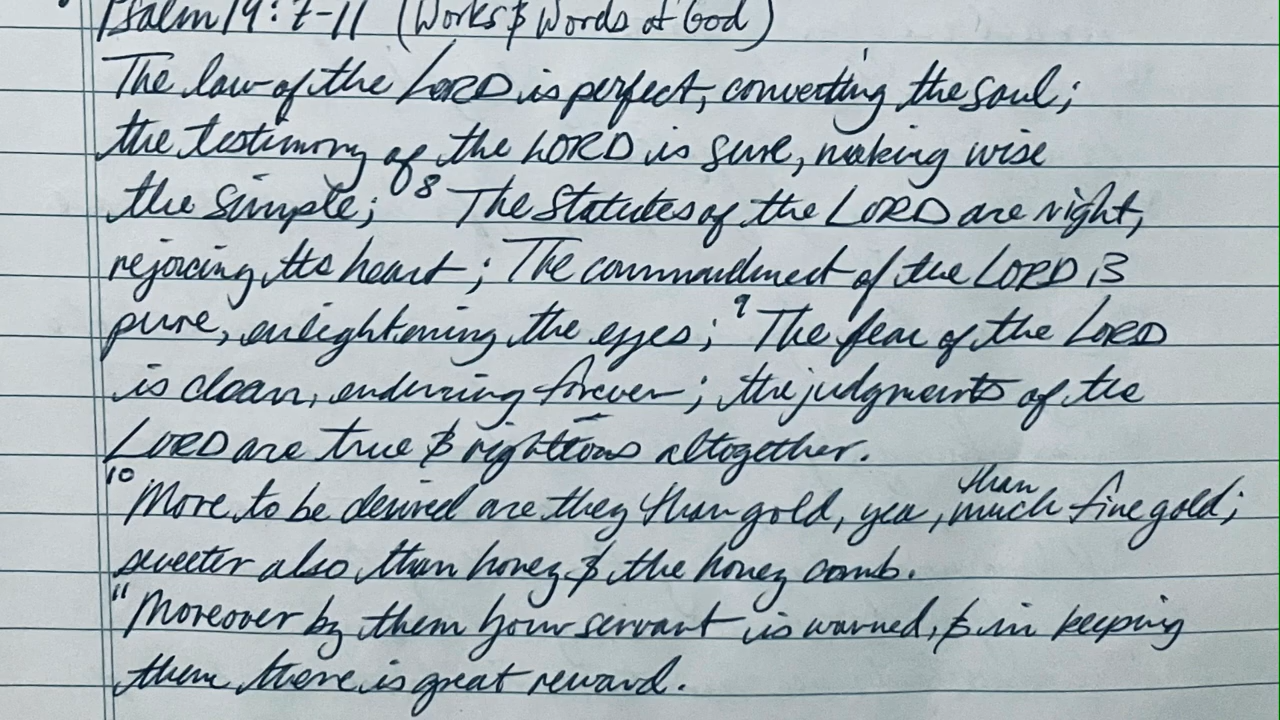 Psalm 19:7-11 (Works & Words of God)
The law of the LORD is perfect, converting the soul;
the testimony of the LORD is sure, making wise
the simple; 8 The Statutes of the LORD are right,
rejoicing the heart; The commandment of the LORD is
pure, enlightening the eyes; 9 The fear of the LORD
is clean, enduring forever; the judgments of the
LORD are true & righteous altogether.
10 More to be desired are they than gold, yea, than much fine gold;
sweeter also than honey & the honey comb.
11 Moreover by them your servant is warned, & in keeping
them there is great reward.